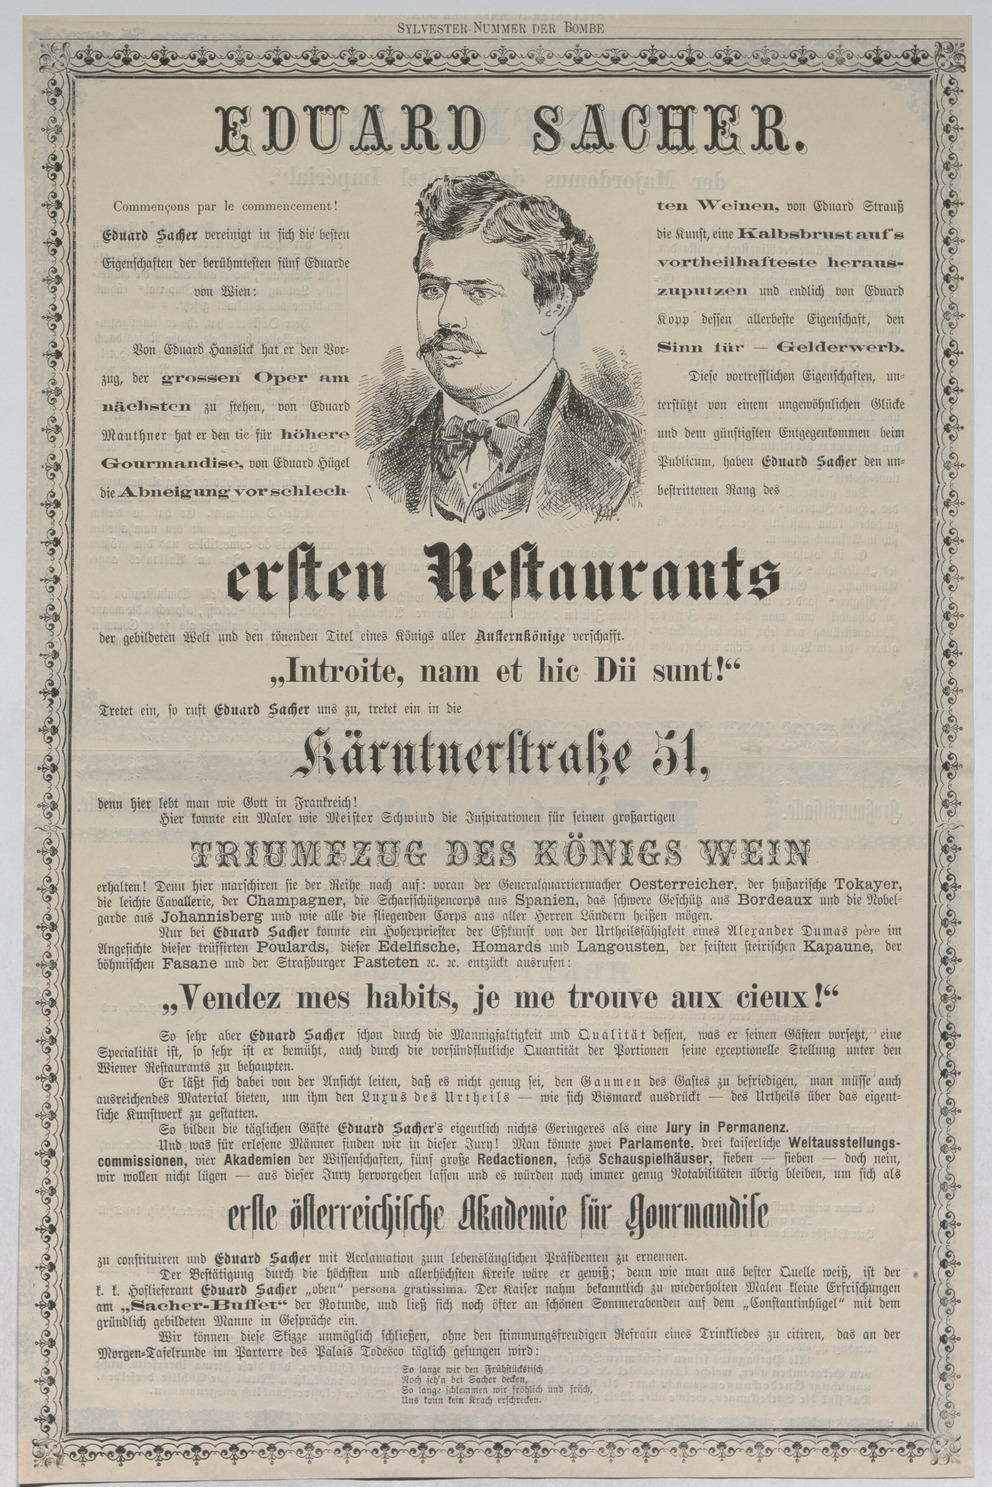 SYLVESTER-NUMMER DER BOMBE
EDUARD SACHER.
Commençons par le commencement!
Eduard Sacher vereinigt in sich die besten
Eigenschaften der berühmtesten fünf Eduarde
von Wien:
Von Eduard Hanslick hat er den Vor-
zug, der grossen Oper am
nächsten zu stehen, von Eduard
Mauthner hat er den tic für höhere
Gourmandise, von Eduard Hügel
die Abneigung vor schlech-
ten Weinen, von Eduard Strauß
die Kunst, eine Kalbsbrust auf's
vortheilhafteste heraus-
zuputzen und endlich von Eduard
Kopp dessen allerbeste Eigenschaft, den
Sinn für — Gelderwerb.
Diese vortrefflichen Eigenschaften, un-
terstützt von einem ungewöhnlichen Glücke
und dem günstigsten Entgegenkommen beim
Publicum, haben Eduard Sacher den un-
bestrittenen Rang des
ersten Restaurants
der gebildeten Welt und den tönenden Titel eines Königs aller Austernkönige verschafft.
„Introite, nam et hic Dii sunt!“
Tretet ein, so ruft Eduard Sacher uns zu, tretet ein in die
Kärntnerstraße 51,
denn hier lebt man wie Gott in Frankreich!
Hier konnte ein Maler wie Meister Schwind die Inspirationen für seinen großartigen
TRIUMFZUG DES KÖNIGS WEIN
erhalten! Denn hier marschiren sie der Reihe nach auf: voran der Generalquartiermacher Oesterreicher, der hußarische Tokayer,
die leichte Cavallerie, der Champagner, die Scharfschützencorps aus Spanien, das schwere Geschütz aus Bordeaux und die Nobel-
garde aus Johannisberg und wie alle die fliegenden Corps aus aller Herren Ländern heißen mögen.
Nur bei Eduard Sacher konnte ein Hoherpriester der Eßkunst von der Urtheilsfähigkeit eines Alexander Dumas père im
Angesichte dieser trüffirten Poulards, dieser Edelfische, Homards und Langousten, der feisten steirischen Kapaune, der
böhmischen Fasane und der Straßburger Pasteten ꝛc. ꝛc. entzückt ausrufen:
„Vendez mes habits, je me trouve aux cieux!“
So sehr aber Eduard Sacher schon durch die Mannigfaltigkeit und Qualität dessen, was er seinen Gästen vorsetzt, eine
Specialität ist, so sehr ist er bemüht, auch durch die vorsündflutliche Quantität der Portionen seine exceptionelle Stellung unter den
Wiener Restaurants zu behaupten.
Er läßt sich dabei von der Ansicht leiten, daß es nicht genug sei, den Gaumen des Gastes zu befriedigen, man müsse auch
ausreichendes Material bieten, um ihm den Luxus des Urtheils — wie sich Bismarck ausdrückt — des Urtheils über das eigent-
liche Kunstwerk zu gestatten.
So bilden die täglichen Gäste Eduard Sacher's eigentlich nichts Geringeres als eine Jury in Permanenz.
Und was für erlesene Männer finden wir in dieser Jury! Man könnte zwei Parlamente, drei kaiserliche Weltausstellungs-
commissionen, vier Akademien der Wissenschaften, fünf große Redactionen, sechs Schauspielhäuser, sieben — sieben — doch nein,
wir wollen nicht lügen — aus dieser Jury hervorgehen lassen und es würden noch immer genug Notabilitäten übrig bleiben, um sich als
erste österreichische Akademie für Gourmandise
zu constituiren und Eduard Sacher mit Acclamation zum lebenslänglichen Präsidenten zu ernennen.
Der Bestätigung durch die höchsten und allerhöchsten Kreise wäre er gewiß; denn wie man aus bester Quelle weiß, ist der
k. k. Hoflieferant Eduard Sacher „oben“ persona gratissima. Der Kaiser nahm bekanntlich zu wiederholten Malen kleine Erfrischungen
am „Sacher-Buffet“ der Rotunde, und ließ sich noch öfter an schönen Sommerabenden auf dem „Constantinhügel“ mit dem
gründlich gebildeten Manne in Gespräche ein.
Wir können diese Skizze unmöglich schließen, ohne den stimmungsfreudigen Refrain eines Trinkliedes zu citiren, das an der
Morgen-Tafelrunde im Parterre des Palais Todesco täglich gesungen wird:
So lange wir den Frühstückstisch
Noch seh'n bei Sacher decken,
So lange schlemmen wir fröhlich und frisch,
Uns kann kein Krach erschrecken.